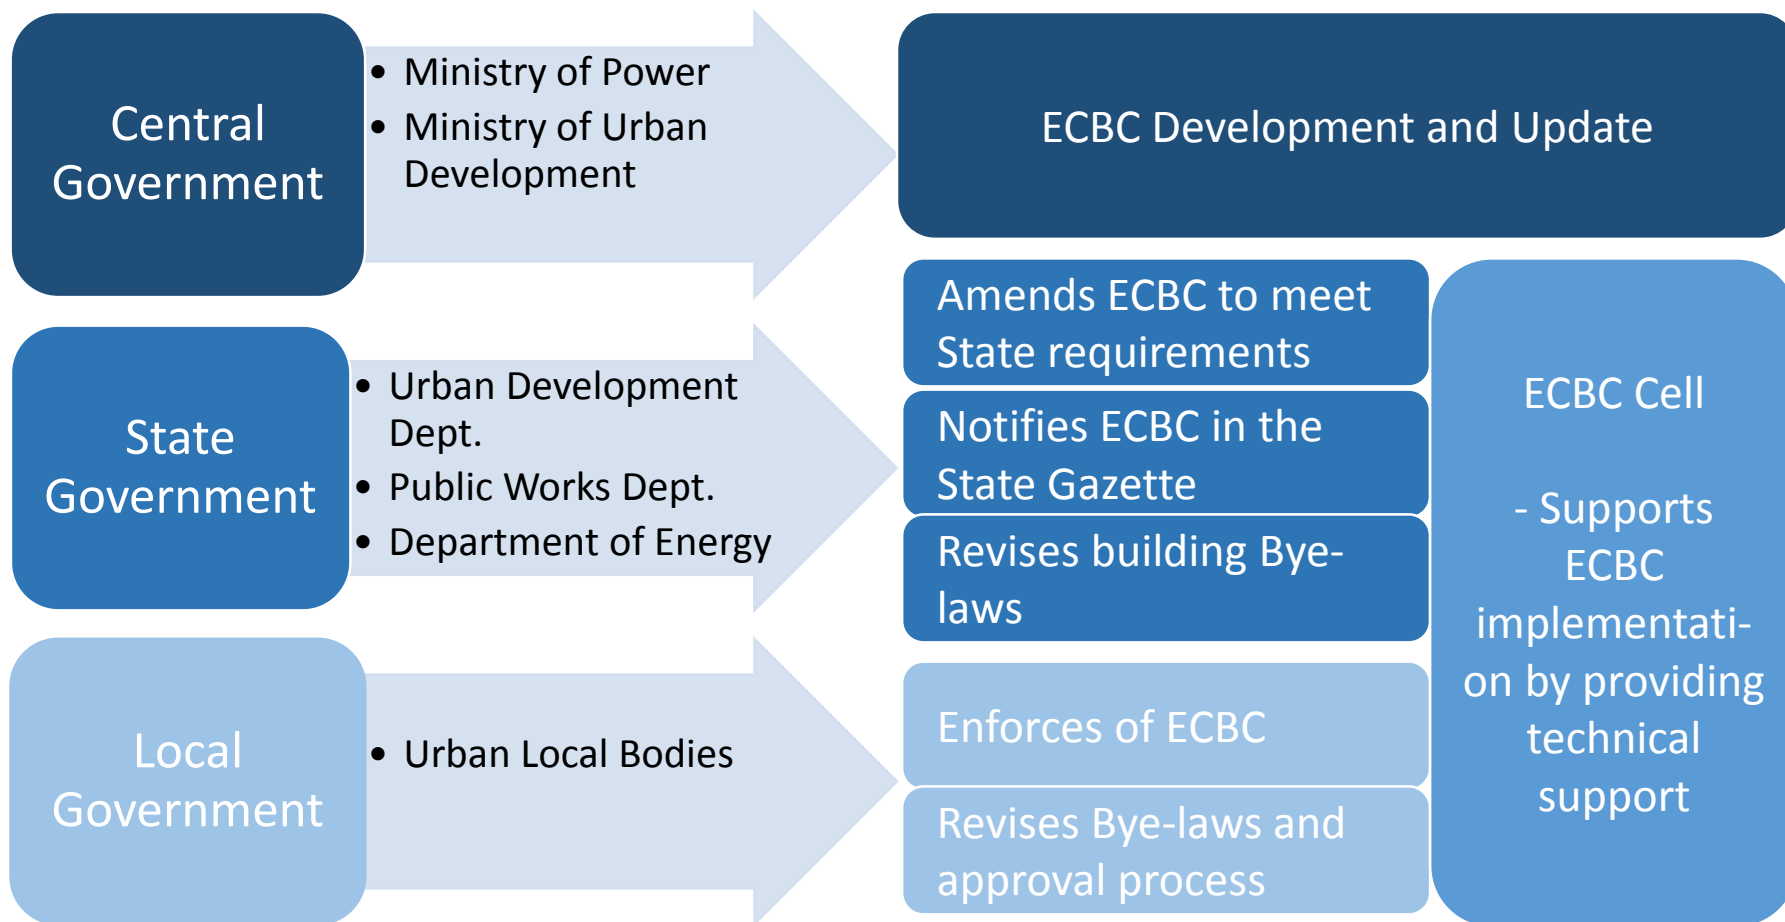 Central
Government
• Ministry of Power
• Ministry of Urban
Development
ECBC Development and Update
State
Government
• Urban Development
Dept.
• Public Works Dept.
• Department of Energy
Amends ECBC to meet
State requirements
Notifies ECBC in the
State Gazette
Revises building Bye-
laws
Local
Government
• Urban Local Bodies
Enforces of ECBC
Revises Bye-laws and
approval process
ECBC Cell
- Supports
ECBC
implementati-
on by providing
technical
support